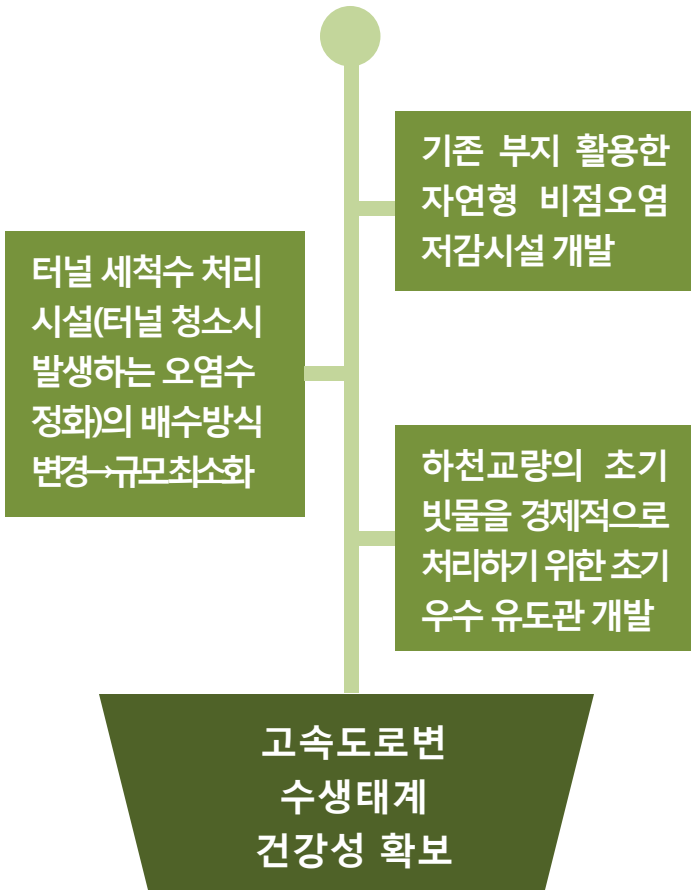 기존 부지 활용한
자연형 비점오염
저감시설 개발
터널 세척수 처리
시설(터널 청소시
발생하는 오염수
정화)의 배수방식
변경→규모최소화
하천교량의 초기
빗물을 경제적으로
처리하기 위한 초기
우수 유도관 개발
고속도로변
수생태계
건강성 확보